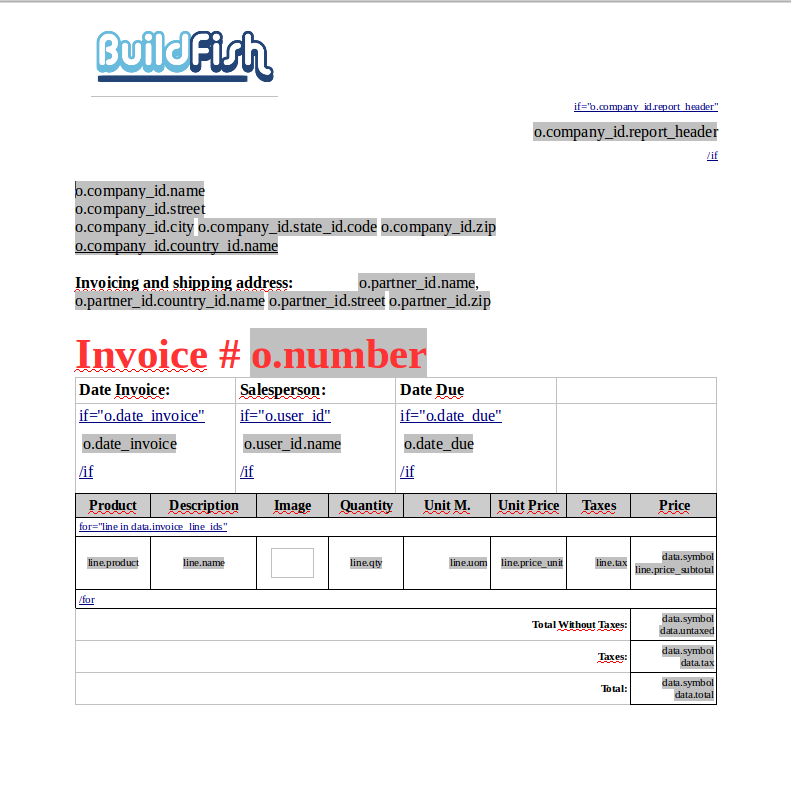 BuildFish
if="o.company_id.report_header"
o.company_id.report_header
/if
o.company_id.name
o.company_id.street
o.company_id.city o.company_id.state_id.code o.company_id.zip
o.company_id.country_id.name
Invoicing and shipping address: o.partner_id.name,
o.partner_id.country_id.name o.partner_id.street o.partner_id.zip
Invoice # o.number
Date Invoice: Salesperson: Date Due
if="o.date_invoice" if="o.user_id" if="o.date_due"
o.date_invoice o.user_id.name o.date_due
/if /if /if
Product Description Image Quantity Unit M. Unit Price Taxes Price
for="line in data.invoice_line_ids"
line.product line.name line.qty line.uom line.price_unit line.tax data.symbol
line.price_subtotal
/for
Total Without Taxes: data.symbol
data.untaxed
Taxes: data.symbol
data.tax
Total: data.symbol
data.total